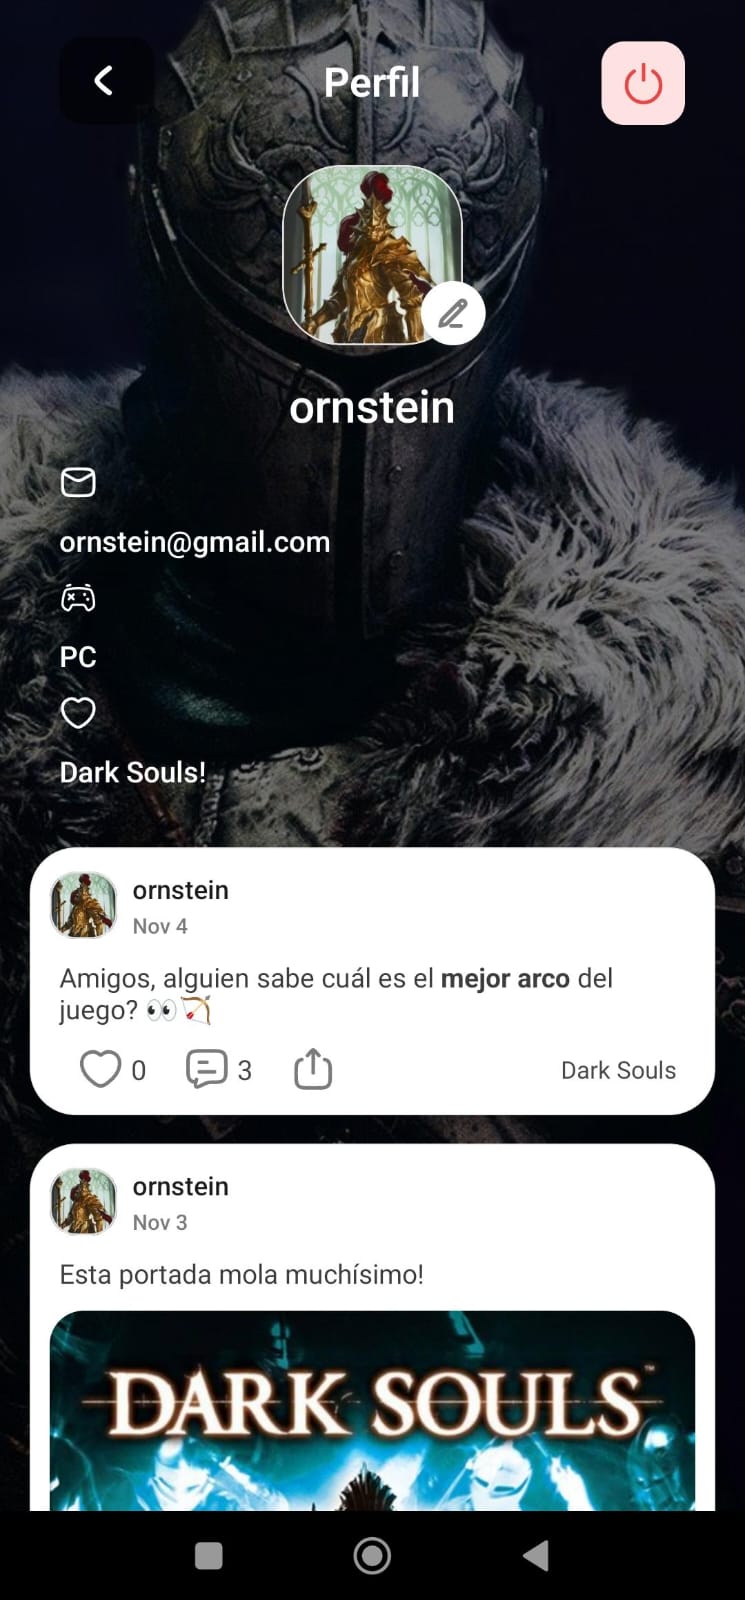 Perfil
ornstein
ornstein@gmail.com
PC
Dark Souls!
ornstein
Nov 4
Amigos, alguien sabe cuál es el mejor arco del
juego? 👀🏹
0
3
Dark Souls
ornstein
Nov 3
Esta portada mola muchísimo!
DARK SOULS™